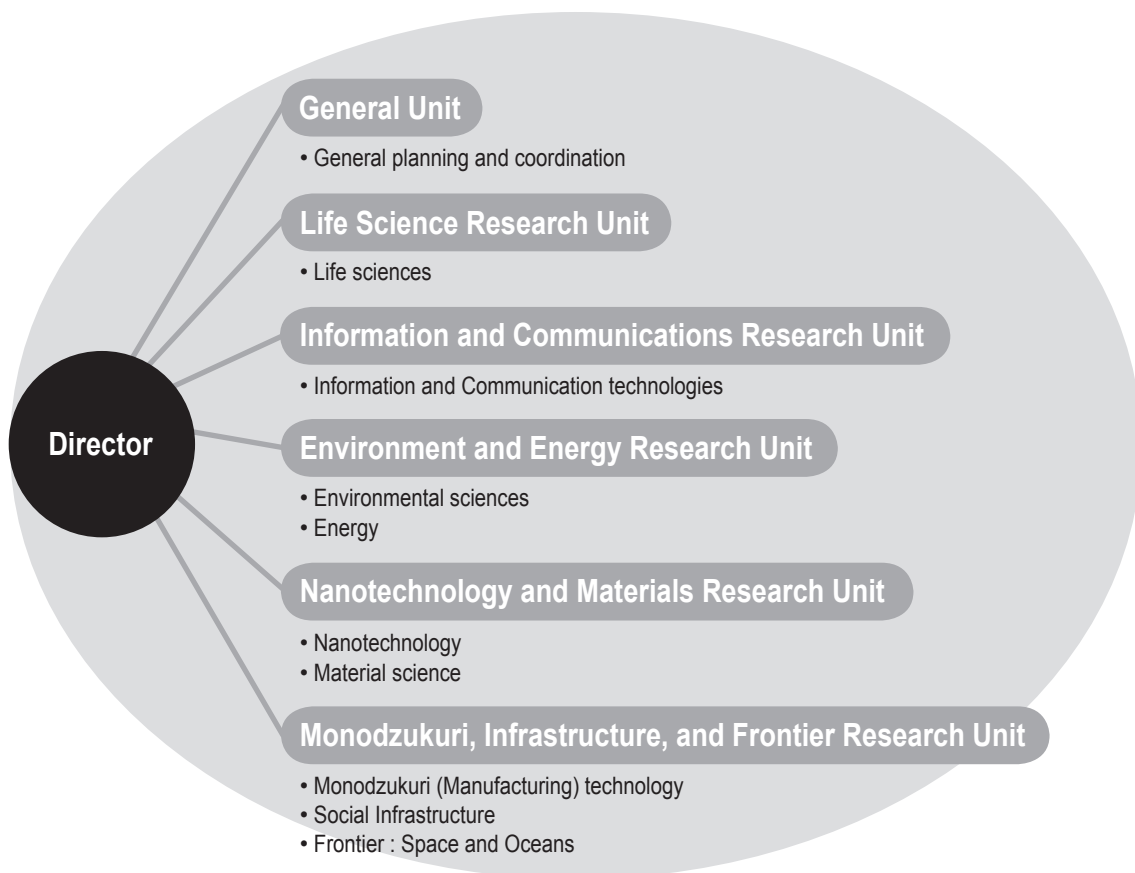 General Unit
• General planning and coordination
Life Science Research Unit
• Life sciences
Information and Communications Research Unit
• Information and Communication technologies
Director
Environment and Energy Research Unit
• Environmental sciences
• Energy
Nanotechnology and Materials Research Unit
• Nanotechnology
• Material science
Monodzukuri, Infrastructure, and Frontier Research Unit
• Monodzukuri (Manufacturing) technology
• Social Infrastructure
• Frontier : Space and Oceans